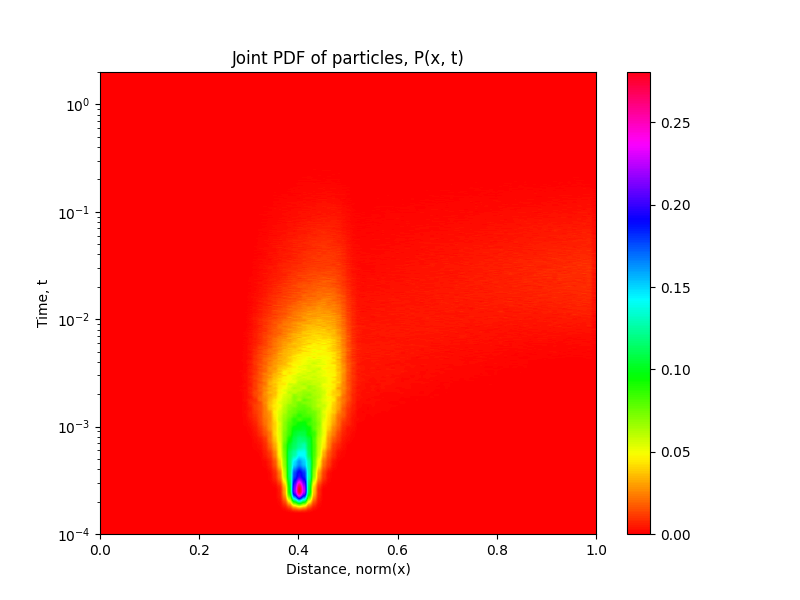 Joint PDF of particles, P(x, t)
Time, t
10⁰
10⁻¹
10⁻²
10⁻³
10⁻⁴
0.0 0.2 0.4 0.6 0.8 1.0
Distance, norm(x)
0.25
0.20
0.15
0.10
0.05
0.00